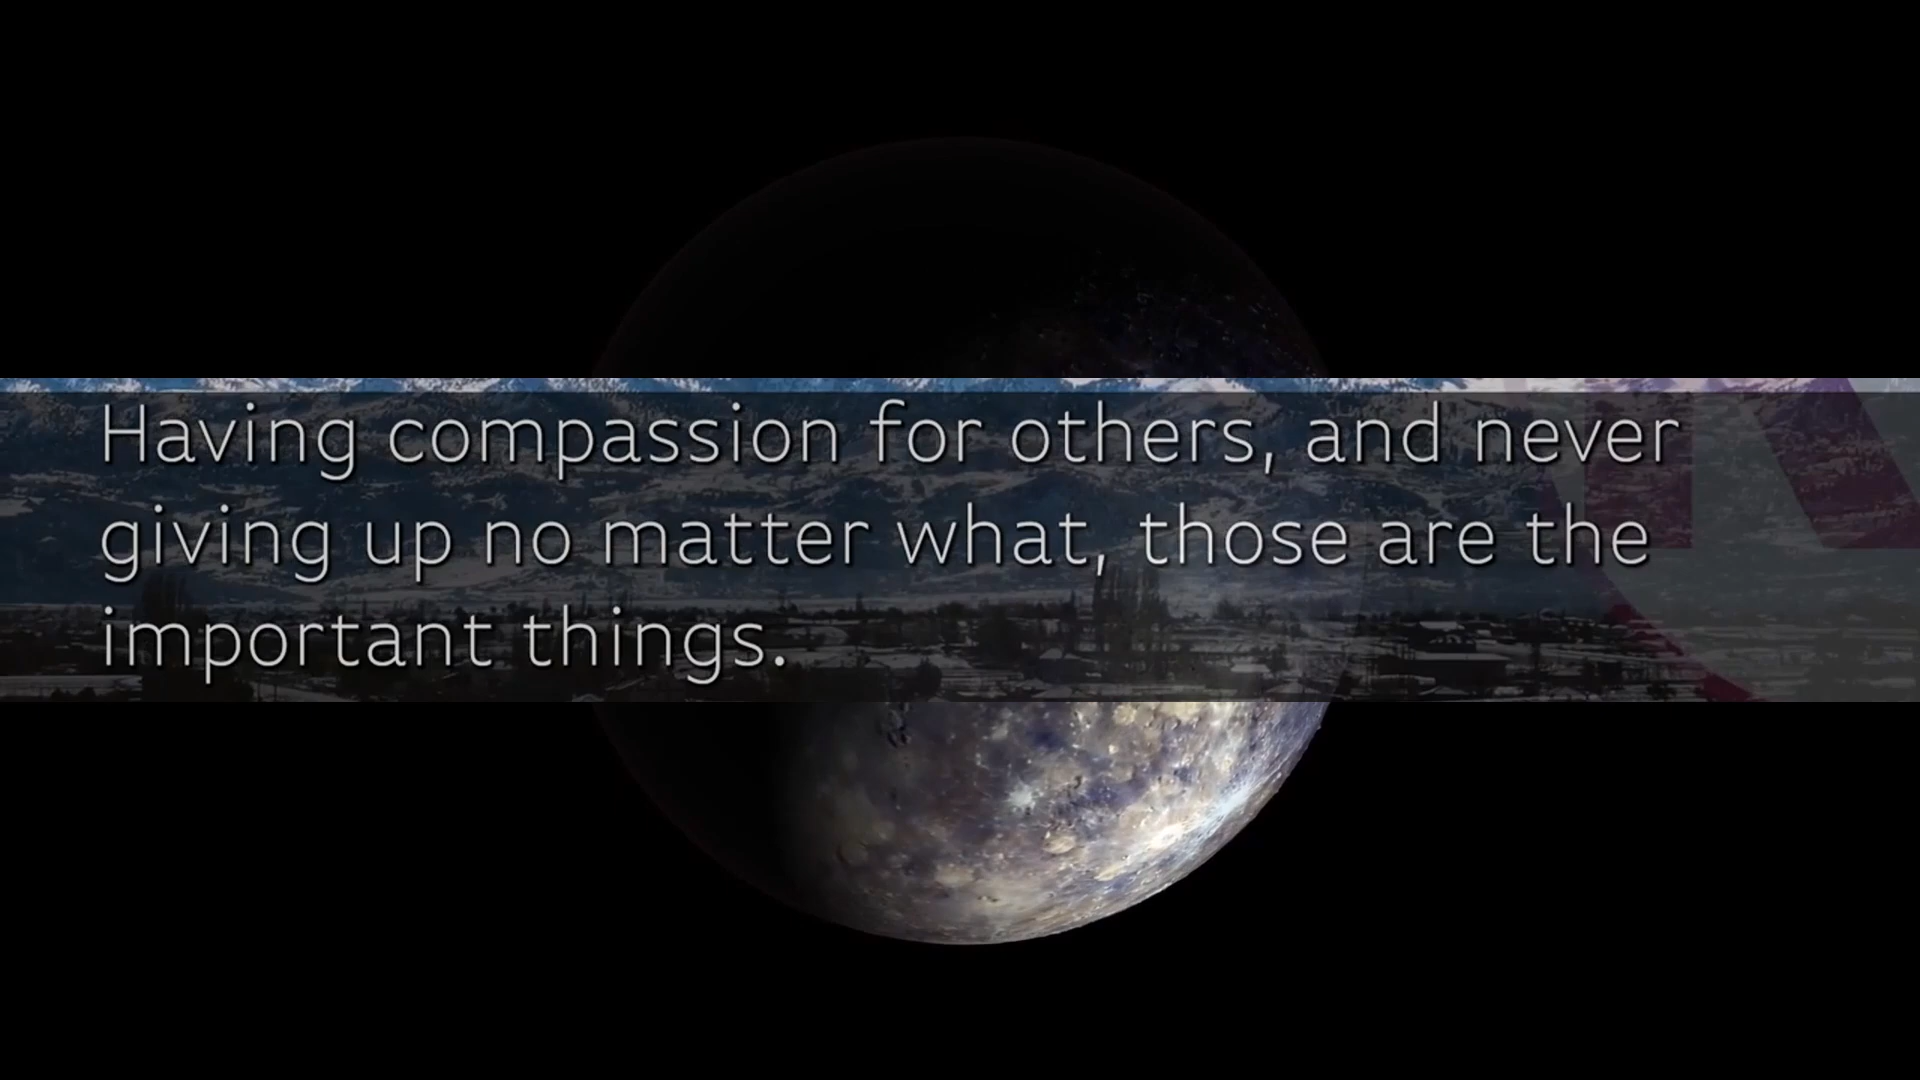 Having compassion for others, and never
giving up no matter what, those are the
important things.